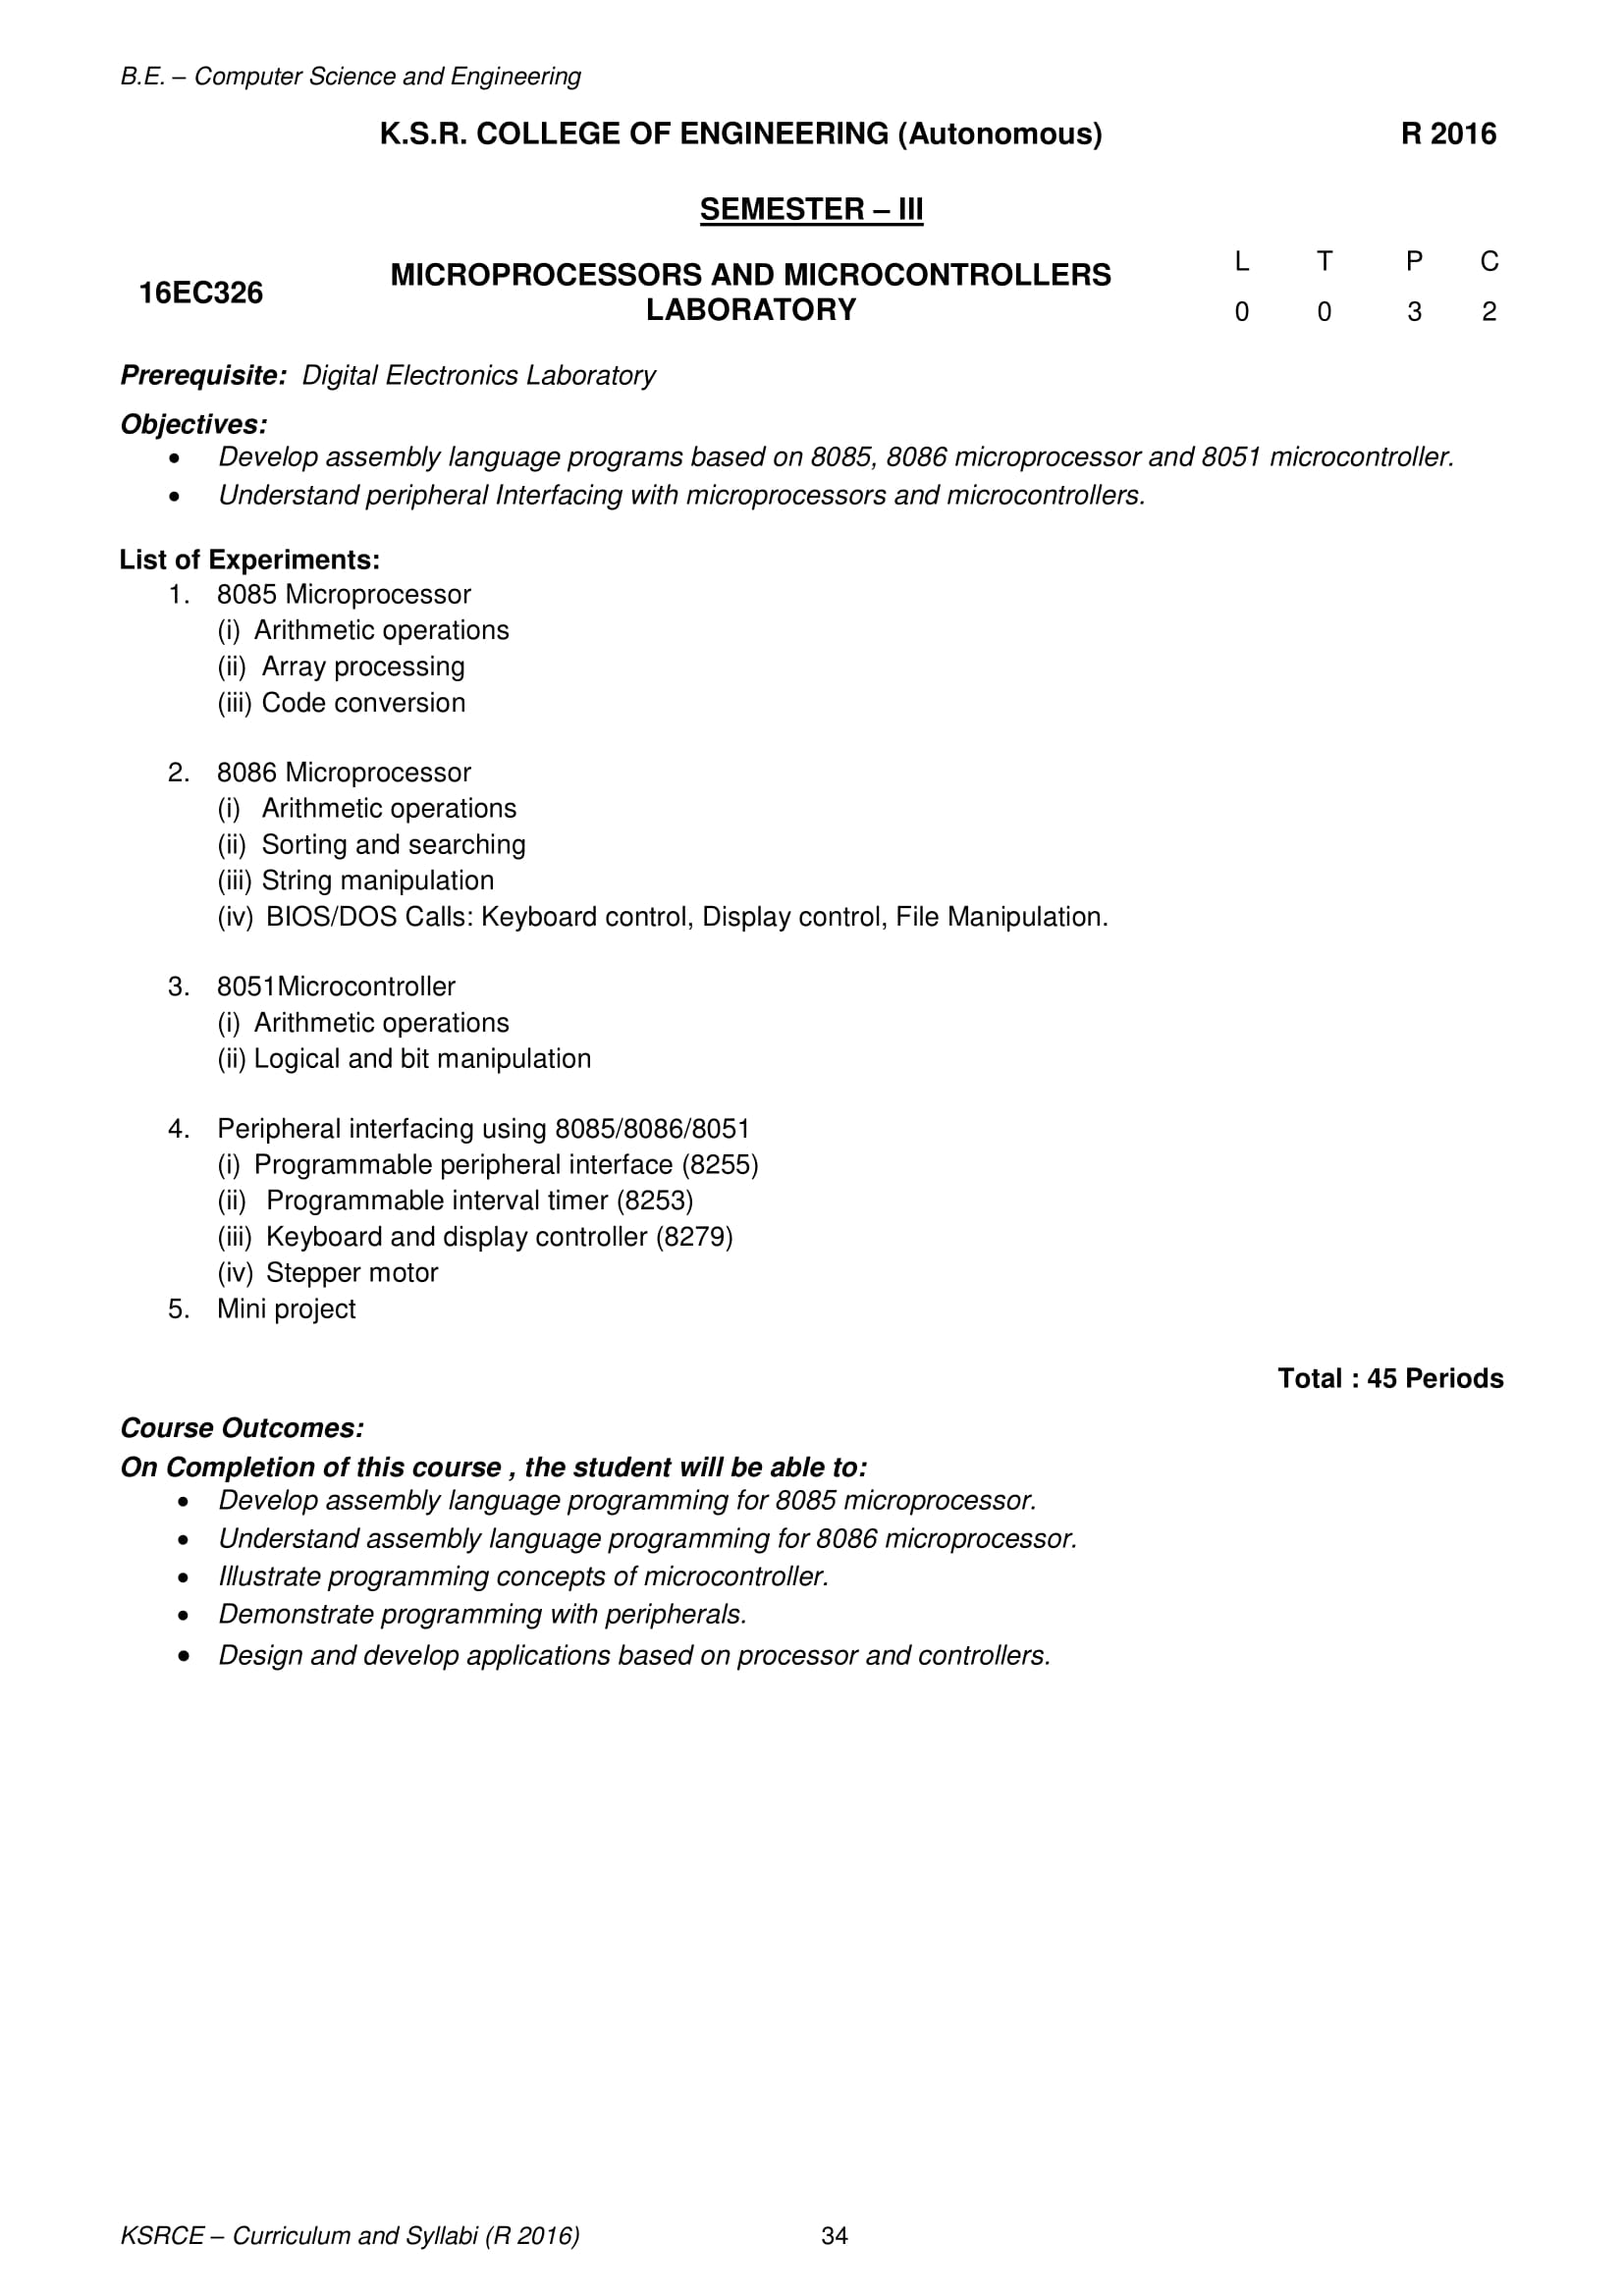 B.E. – Computer Science and Engineering
K.S.R. COLLEGE OF ENGINEERING (Autonomous) R 2016
SEMESTER – III
16EC326
MICROPROCESSORS AND MICROCONTROLLERS
LABORATORY
L T P C
0 0 3 2
Prerequisite: Digital Electronics Laboratory
Objectives:
• Develop assembly language programs based on 8085, 8086 microprocessor and 8051 microcontroller.
• Understand peripheral Interfacing with microprocessors and microcontrollers.
List of Experiments:
1. 8085 Microprocessor
(i) Arithmetic operations
(ii) Array processing
(iii) Code conversion
2. 8086 Microprocessor
(i) Arithmetic operations
(ii) Sorting and searching
(iii) String manipulation
(iv) BIOS/DOS Calls: Keyboard control, Display control, File Manipulation.
3. 8051Microcontroller
(i) Arithmetic operations
(ii) Logical and bit manipulation
4. Peripheral interfacing using 8085/8086/8051
(i) Programmable peripheral interface (8255)
(ii) Programmable interval timer (8253)
(iii) Keyboard and display controller (8279)
(iv) Stepper motor
5. Mini project
Total : 45 Periods
Course Outcomes:
On Completion of this course , the student will be able to:
• Develop assembly language programming for 8085 microprocessor.
• Understand assembly language programming for 8086 microprocessor.
• Illustrate programming concepts of microcontroller.
• Demonstrate programming with peripherals.
• Design and develop applications based on processor and controllers.
KSRCE – Curriculum and Syllabi (R 2016) 34